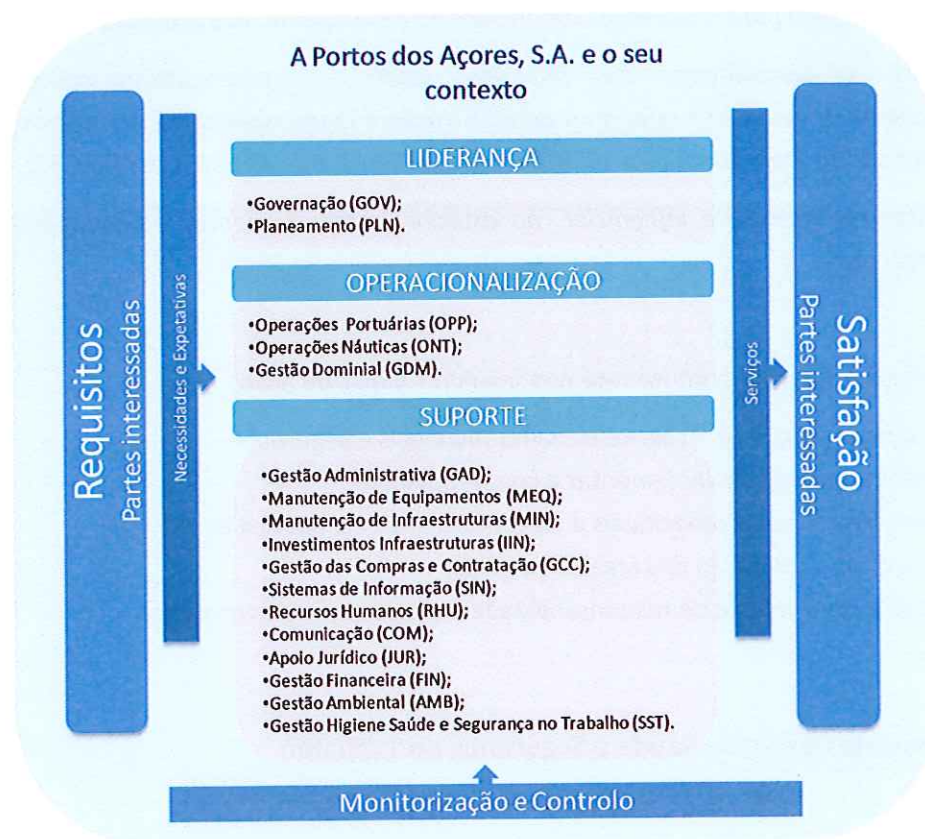 A Portos dos Açores, S.A. e o seu
contexto
Requisitos
Partes interessadas
Necessidades e Expetativas
LIDERANÇA
•Governação (GOV);
•Planeamento (PLN).
OPERACIONALIZAÇÃO
•Operações Portuárias (OPP);
•Operações Náuticas (ONT);
•Gestão Dominial (GDM).
SUPORTE
•Gestão Administrativa (GAD);
•Manutenção de Equipamentos (MEQ);
•Manutenção de Infraestruturas (MIN);
•Investimentos Infraestruturas (IIN);
•Gestão das Compras e Contratação (GCC);
•Sistemas de Informação (SIN);
•Recursos Humanos (RHU);
•Comunicação (COM);
•Apoio Jurídico (JUR);
•Gestão Financeira (FIN);
•Gestão Ambiental (AMB);
•Gestão Higiene Saúde e Segurança no Trabalho (SST).
Serviços
Satisfação
Partes interessadas
Monitorização e Controlo